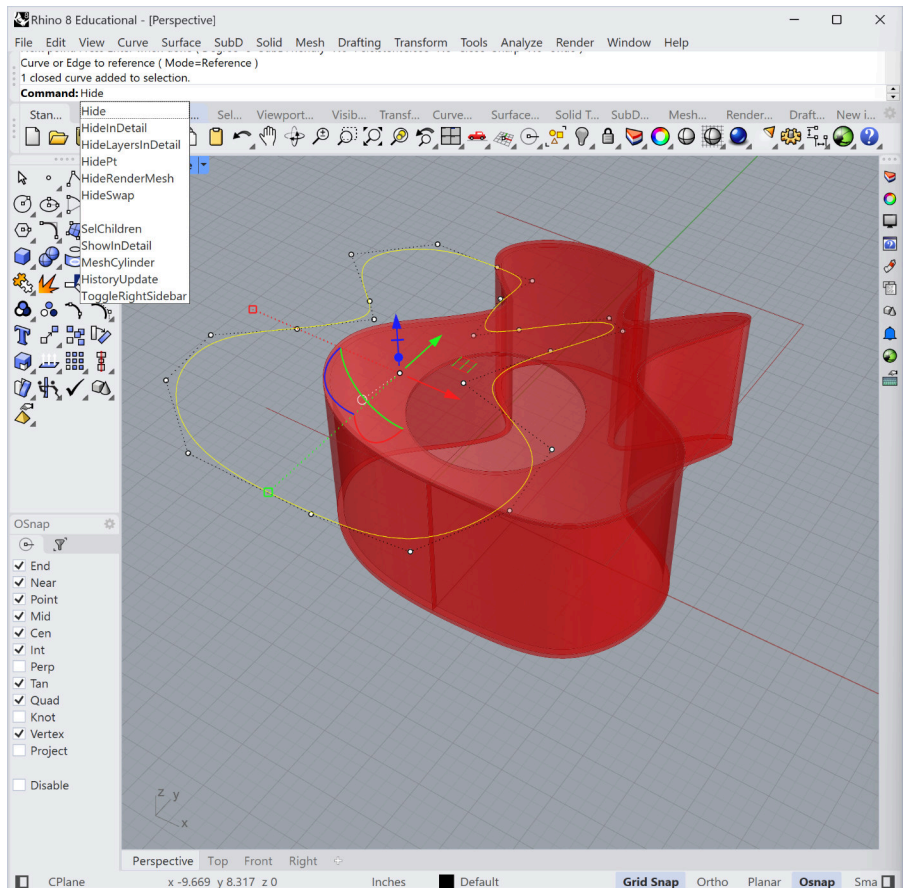 Rhino 8 Educational - [Perspective]
File Edit View Curve Surface SubD Solid Mesh Drafting Transform Tools Analyze Render Window Help
Curve or Edge to reference ( Mode=Reference )
1 closed curve added to selection.
Command: Hide
Stan... Sel... Viewport... Visib... Transf... Curve... Surface... Solid T... SubD... Mesh... Render... Draft... New i...
Hide
HideInDetail
HideLayersInDetail
HidePt
HideRenderMesh
HideSwap
SelChildren
ShowInDetail
MeshCylinder
HistoryUpdate
ToggleRightSidebar
OSnap
End
Near
Point
Mid
Cen
Int
Perp
Tan
Quad
Knot
Vertex
Project
Disable
z y
x
Perspective Top Front Right
CPlane x -9.669 y 8.317 z 0 Inches Default Grid Snap Ortho Planar Osnap Sma